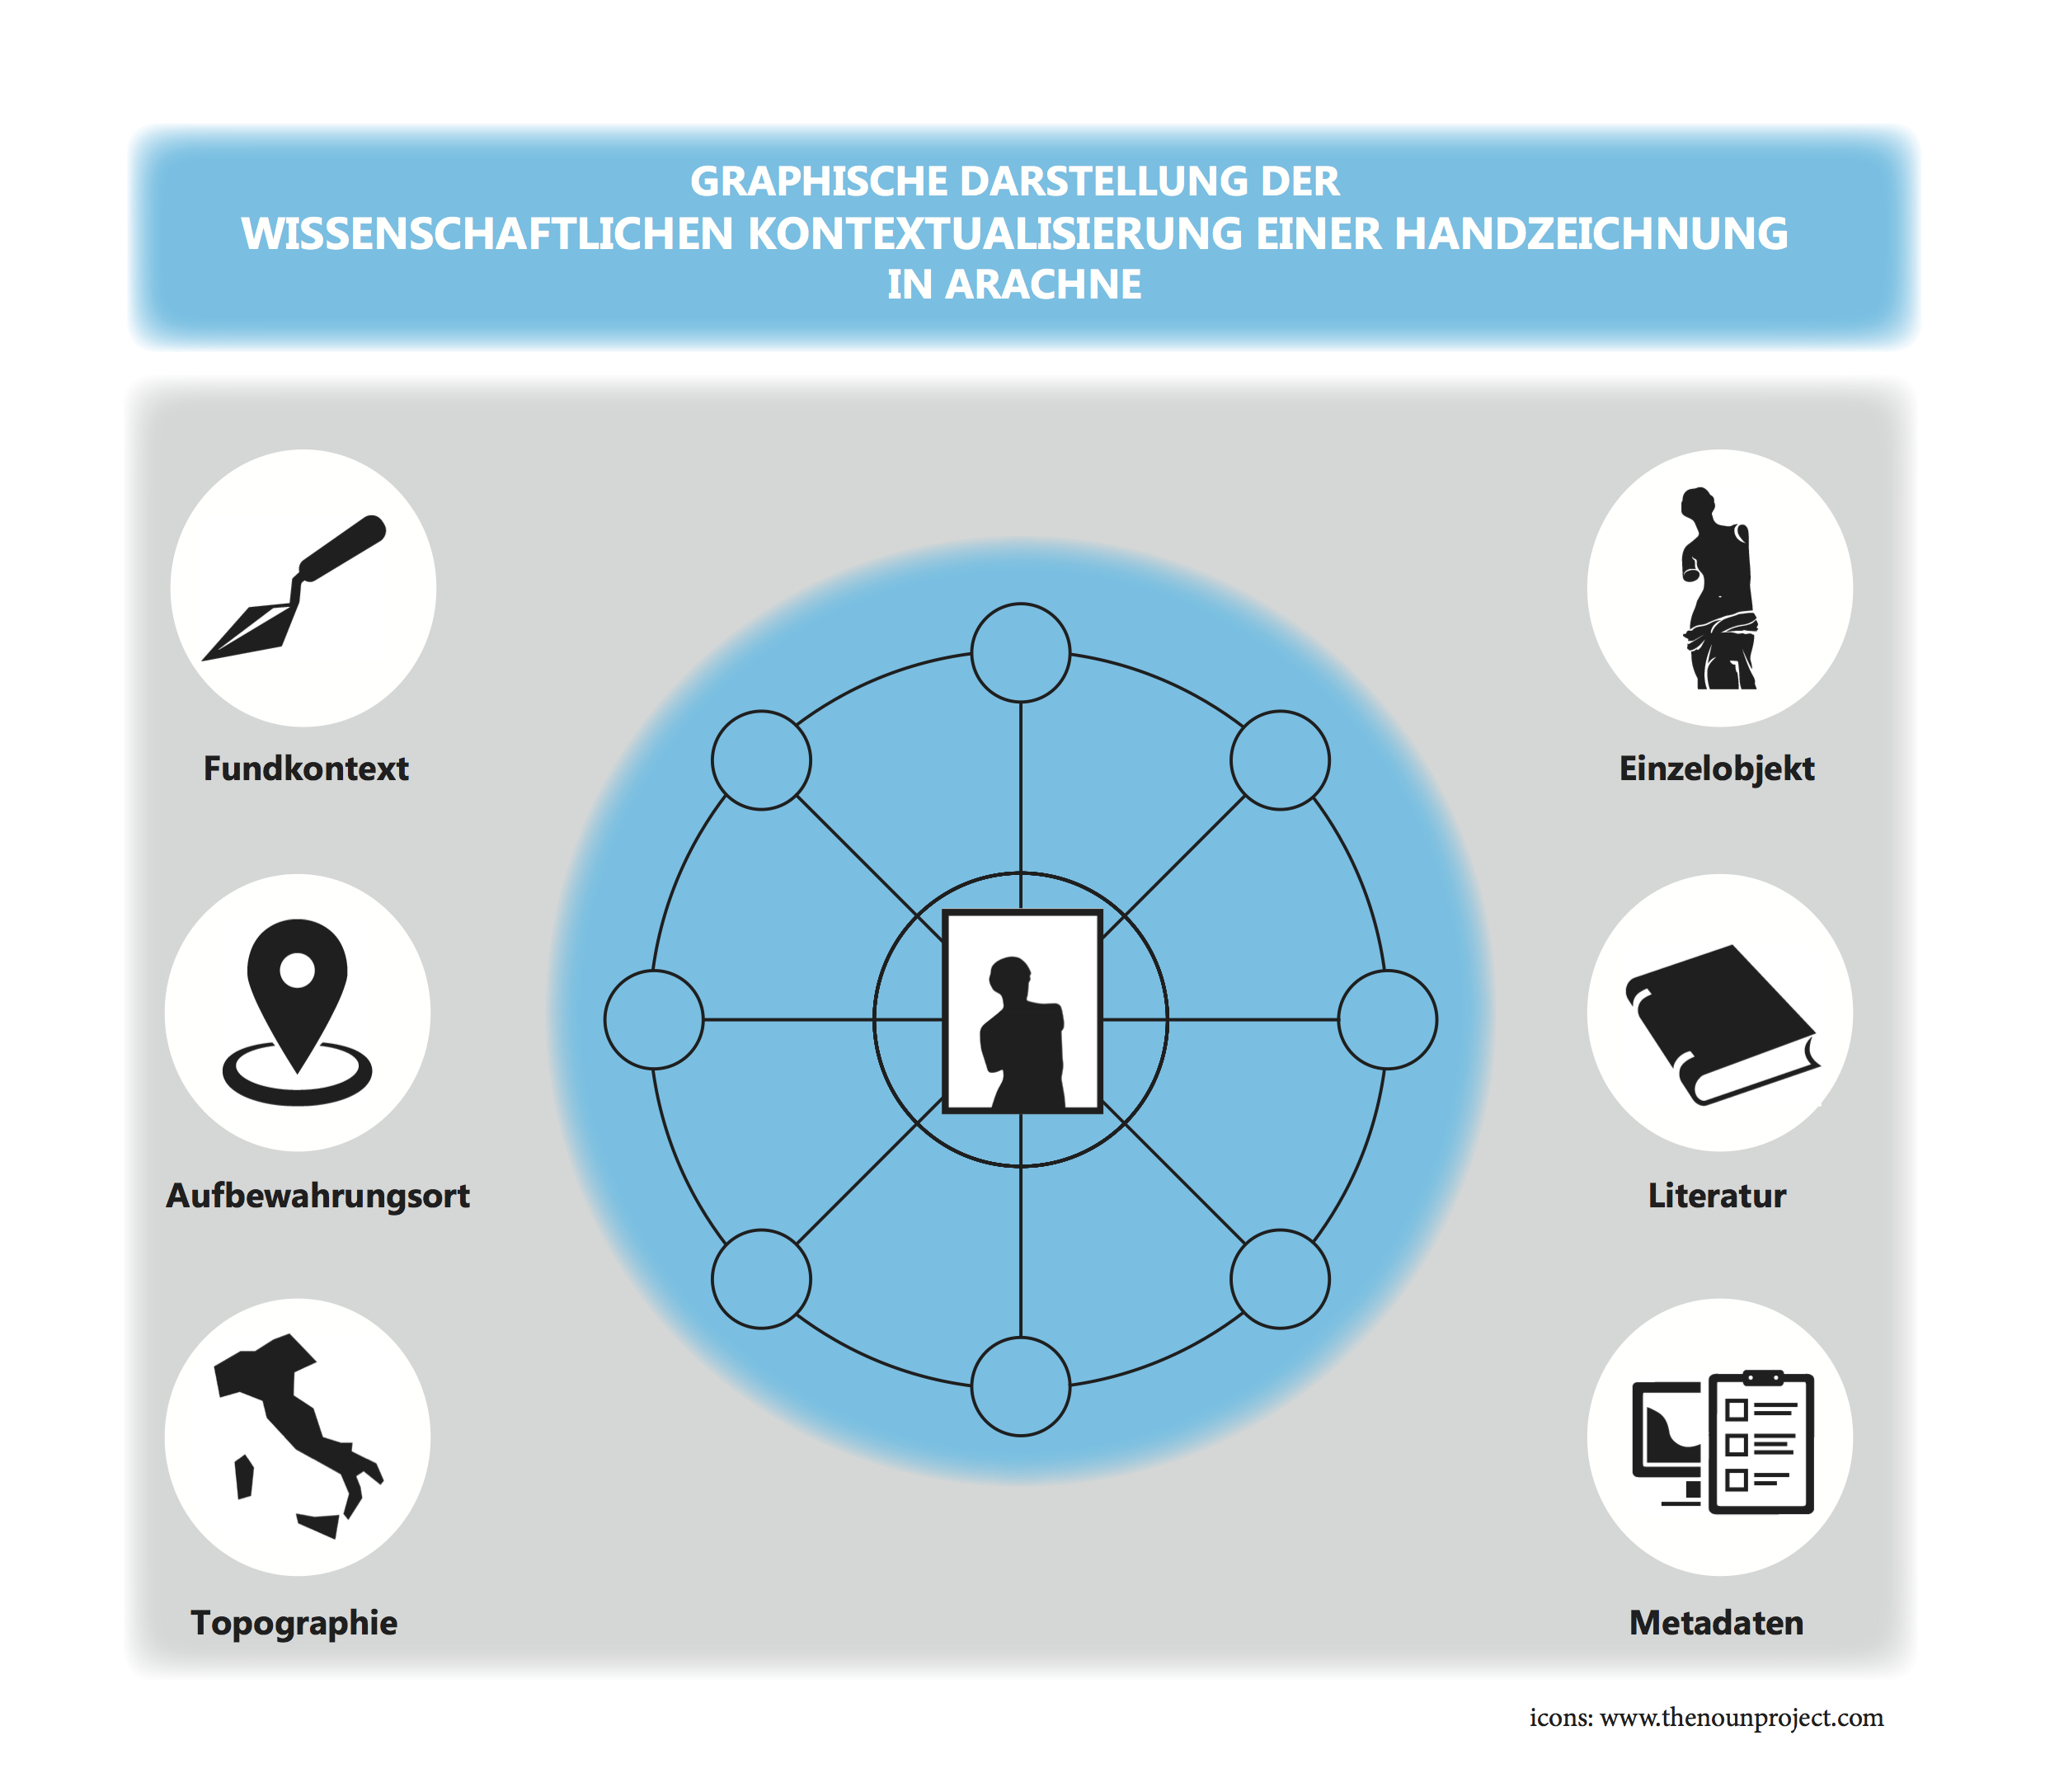 GRAPHISCHE DARSTELLUNG DER
WISSENSCHAFTLICHEN KONTEXTUALISIERUNG EINER HANDZEICHNUNG
IN ARACHNE
Fundkontext
Einzelobjekt
Aufbewahrungsort
Literatur
Topographie
Metadaten
icons: www.thenounproject.com